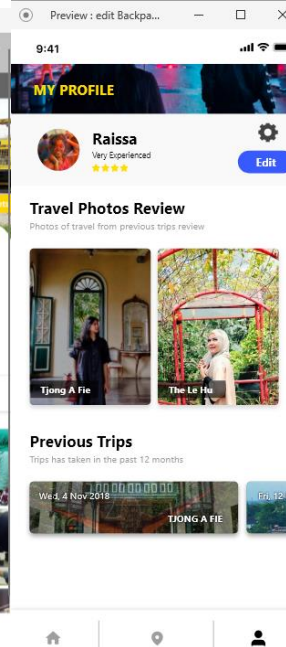 Preview : edit Backpa...
9:41
MY PROFILE
Raissa
Very Experienced
Edit
Travel Photos Review
Photos of travel from previous trips review
Tjong A Fie
The Le Hu
Previous Trips
Trips has taken in the past 12 months
Wed, 4 Nov 2018
Fri, 12
TJONG A FIE